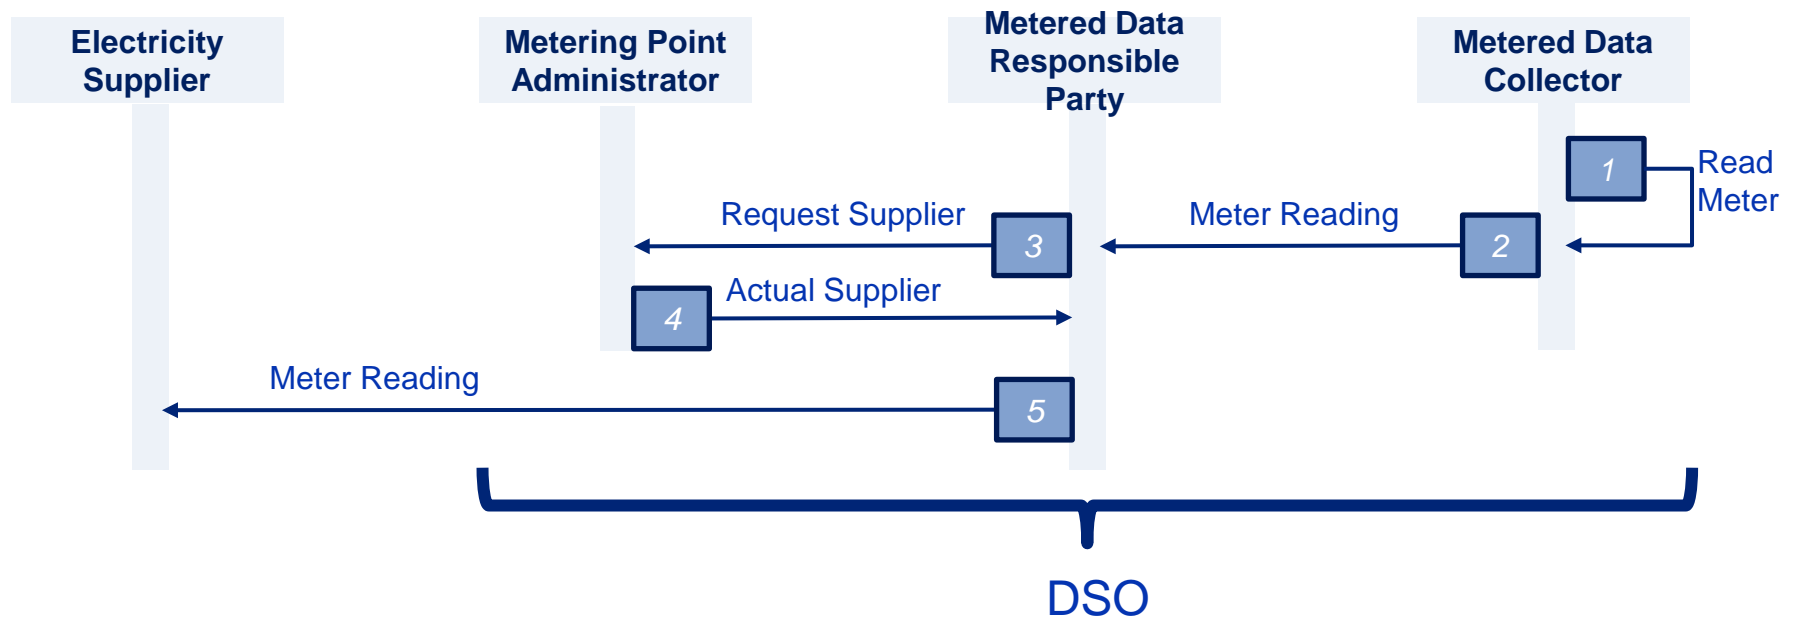 Electricity
Supplier
Metering Point
Administrator
Metered Data
Responsible
Party
Metered Data
Collector
1
Read
Meter
Request Supplier
3
Meter Reading
2
4
Actual Supplier
Meter Reading
5
DSO